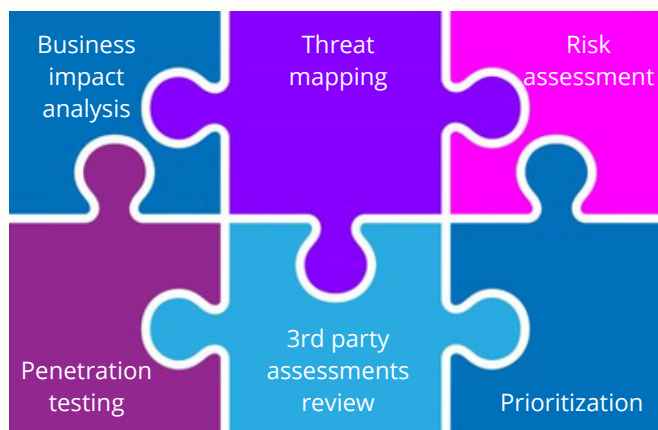 Business
impact
analysis
Threat
mapping
Risk
assessment
Penetration
testing
3rd party
assessments
review
Prioritization